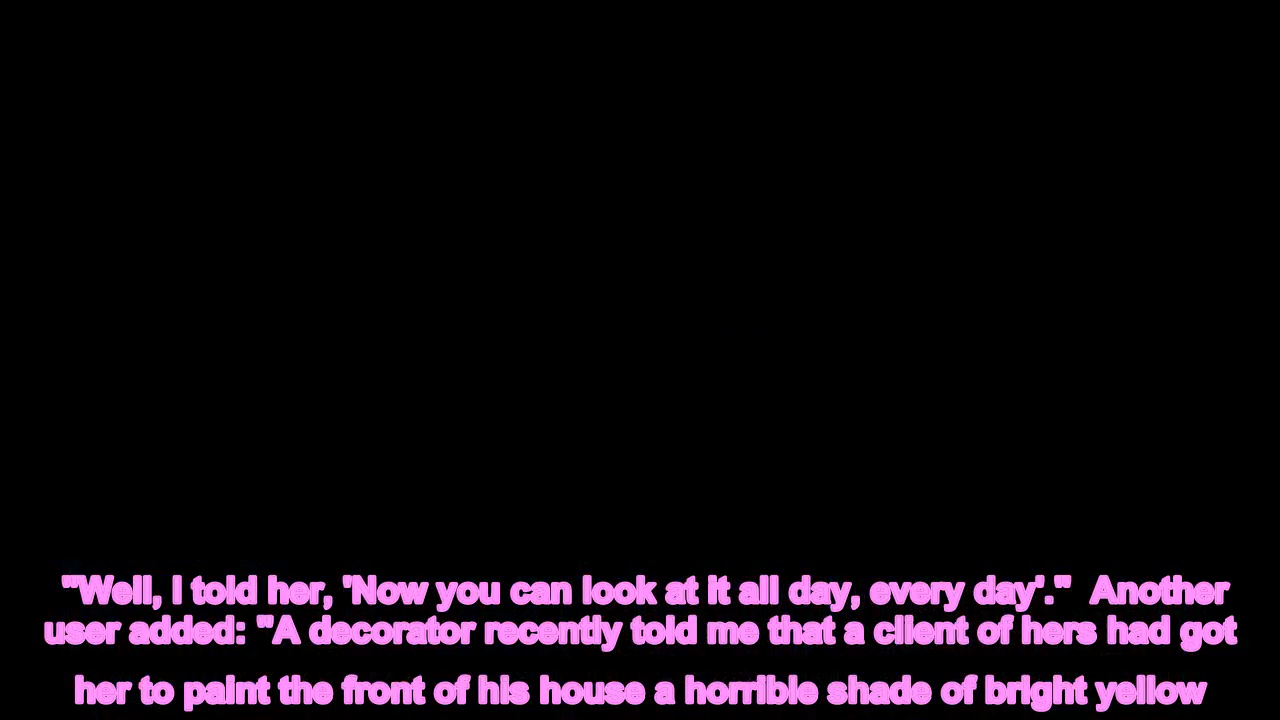 "Well, I told her, 'Now you can look at it all day, every day'."  Another
user added: "A decorator recently told me that a client of hers had got
her to paint the front of his house a horrible shade of bright yellow